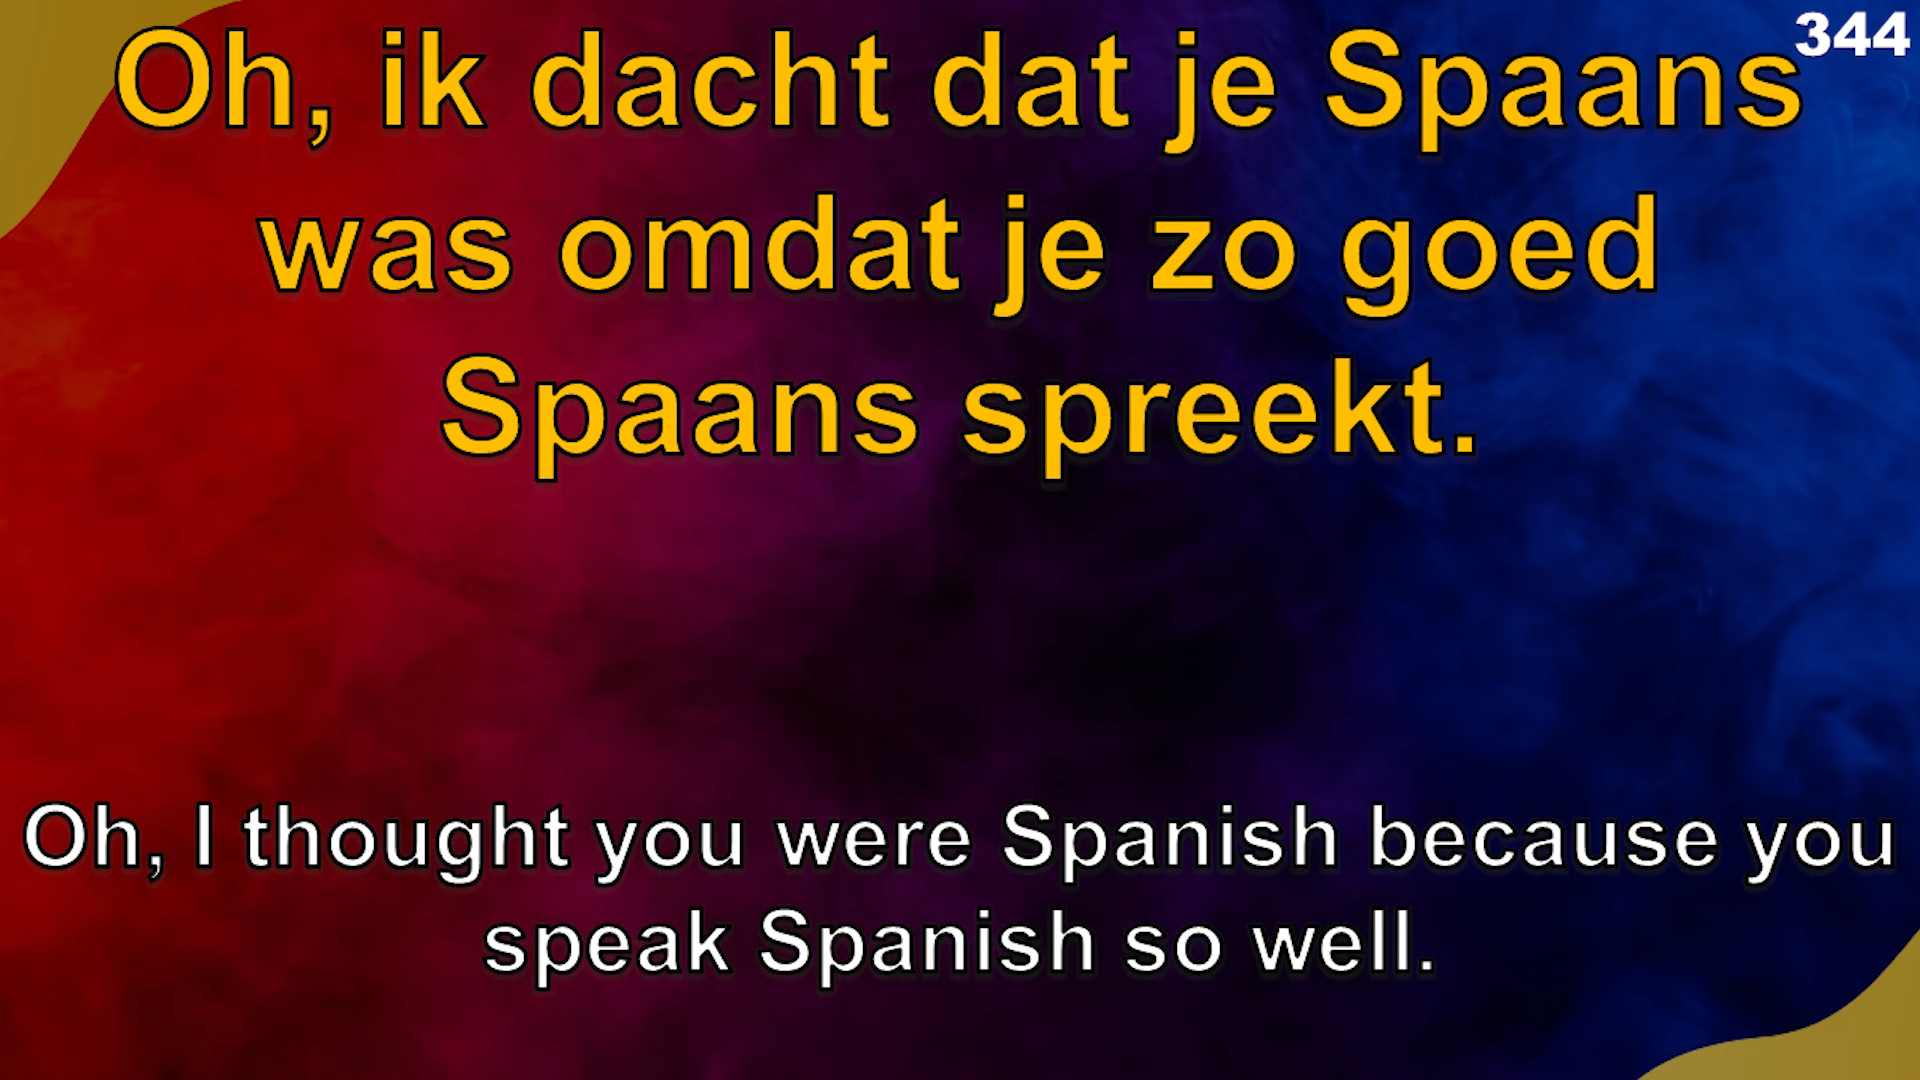 344
Oh, ik dacht dat je Spaans
was omdat je zo goed
Spaans spreekt.
Oh, I thought you were Spanish because you
speak Spanish so well.